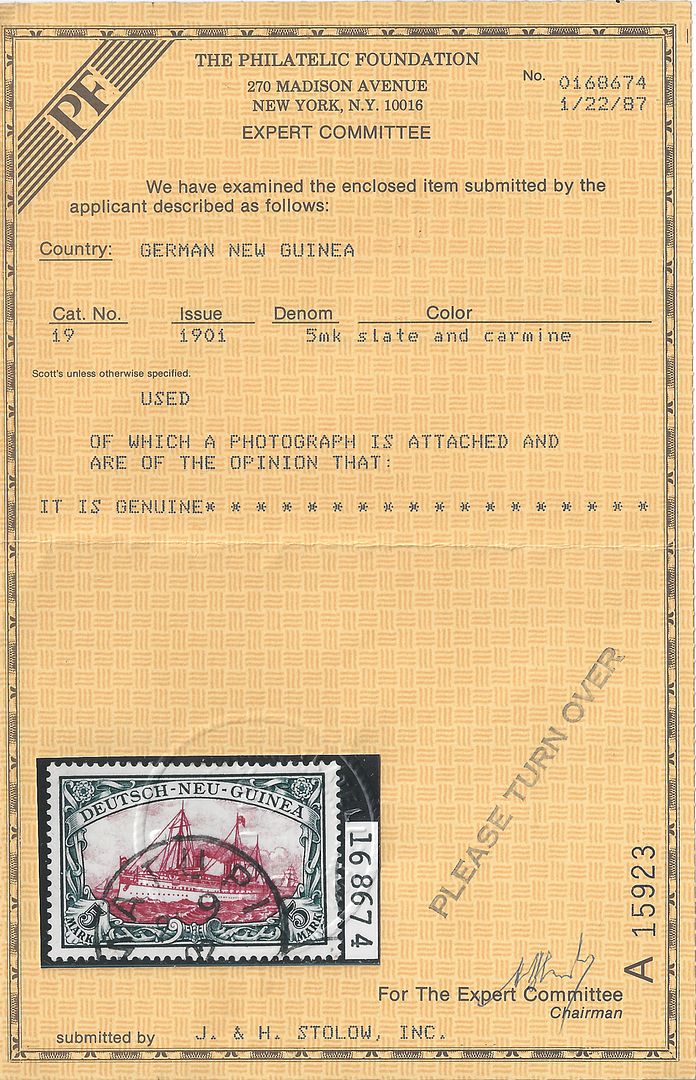 PF
THE PHILATELIC FOUNDATION
270 MADISON AVENUE
NEW YORK, N.Y. 10016
EXPERT COMMITTEE
No. 0168674
1/22/87
We have examined the enclosed item submitted by the
applicant described as follows:
Country: GERMAN NEW GUINEA
Cat. No. Issue Denom Color
19 1901 5mk slate and carmine
Scott's unless otherwise specified.
USED
OF WHICH A PHOTOGRAPH IS ATTACHED AND
ARE OF THE OPINION THAT:
IT IS GENUINE* * * * * * * * * * * * * * * * * *
PLEASE TURN OVER
DEUTSCH-NEU-GUINEA
5 MARK
5 MARK
168674
A 15923
For The Expert Committee
Chairman
submitted by J. & H. STOLOW, INC.